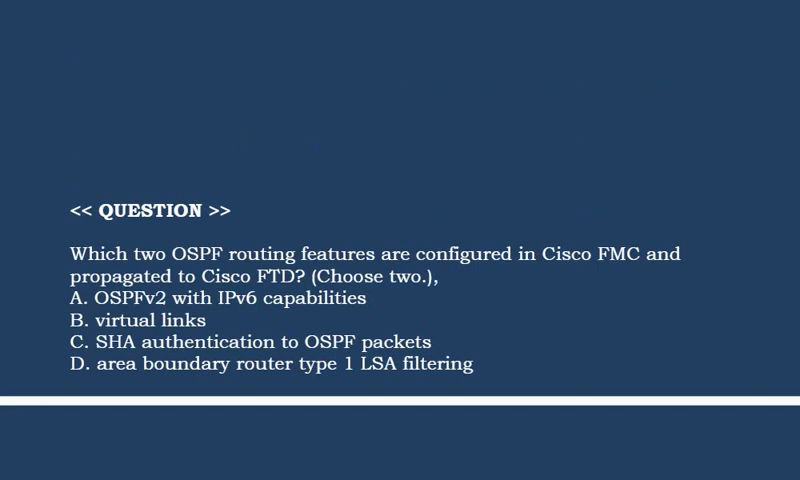 << QUESTION >>
Which two OSPF routing features are configured in Cisco FMC and
propagated to Cisco FTD? (Choose two.),
A. OSPFv2 with IPv6 capabilities
B. virtual links
C. SHA authentication to OSPF packets
D. area boundary router type 1 LSA filtering